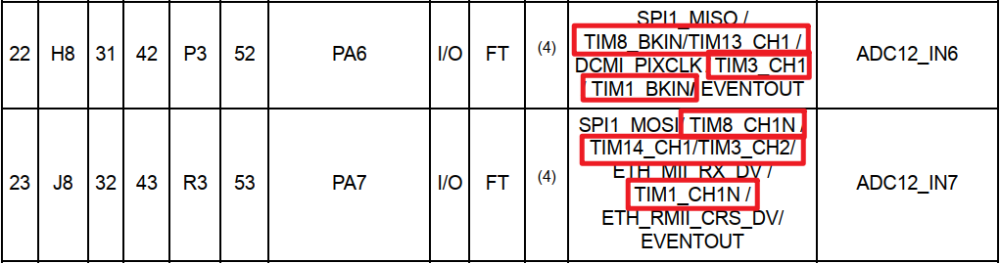 22 H8 31 42 P3 52 PA6 I/O FT (4) SPI1_MISO /
TIM8_BKIN/TIM13_CH1 /
DCMI_PIXCLK TIM3_CH1
/ TIM1_BKIN/ EVENTOUT
ADC12_IN6
23 J8 32 43 R3 53 PA7 I/O FT (4) SPI1_MOSI/ TIM8_CH1N /
TIM14_CH1/TIM3_CH2/
ETH_MII_RX_DV /
TIM1_CH1N /
ETH_RMII_CRS_DV/
EVENTOUT
ADC12_IN7